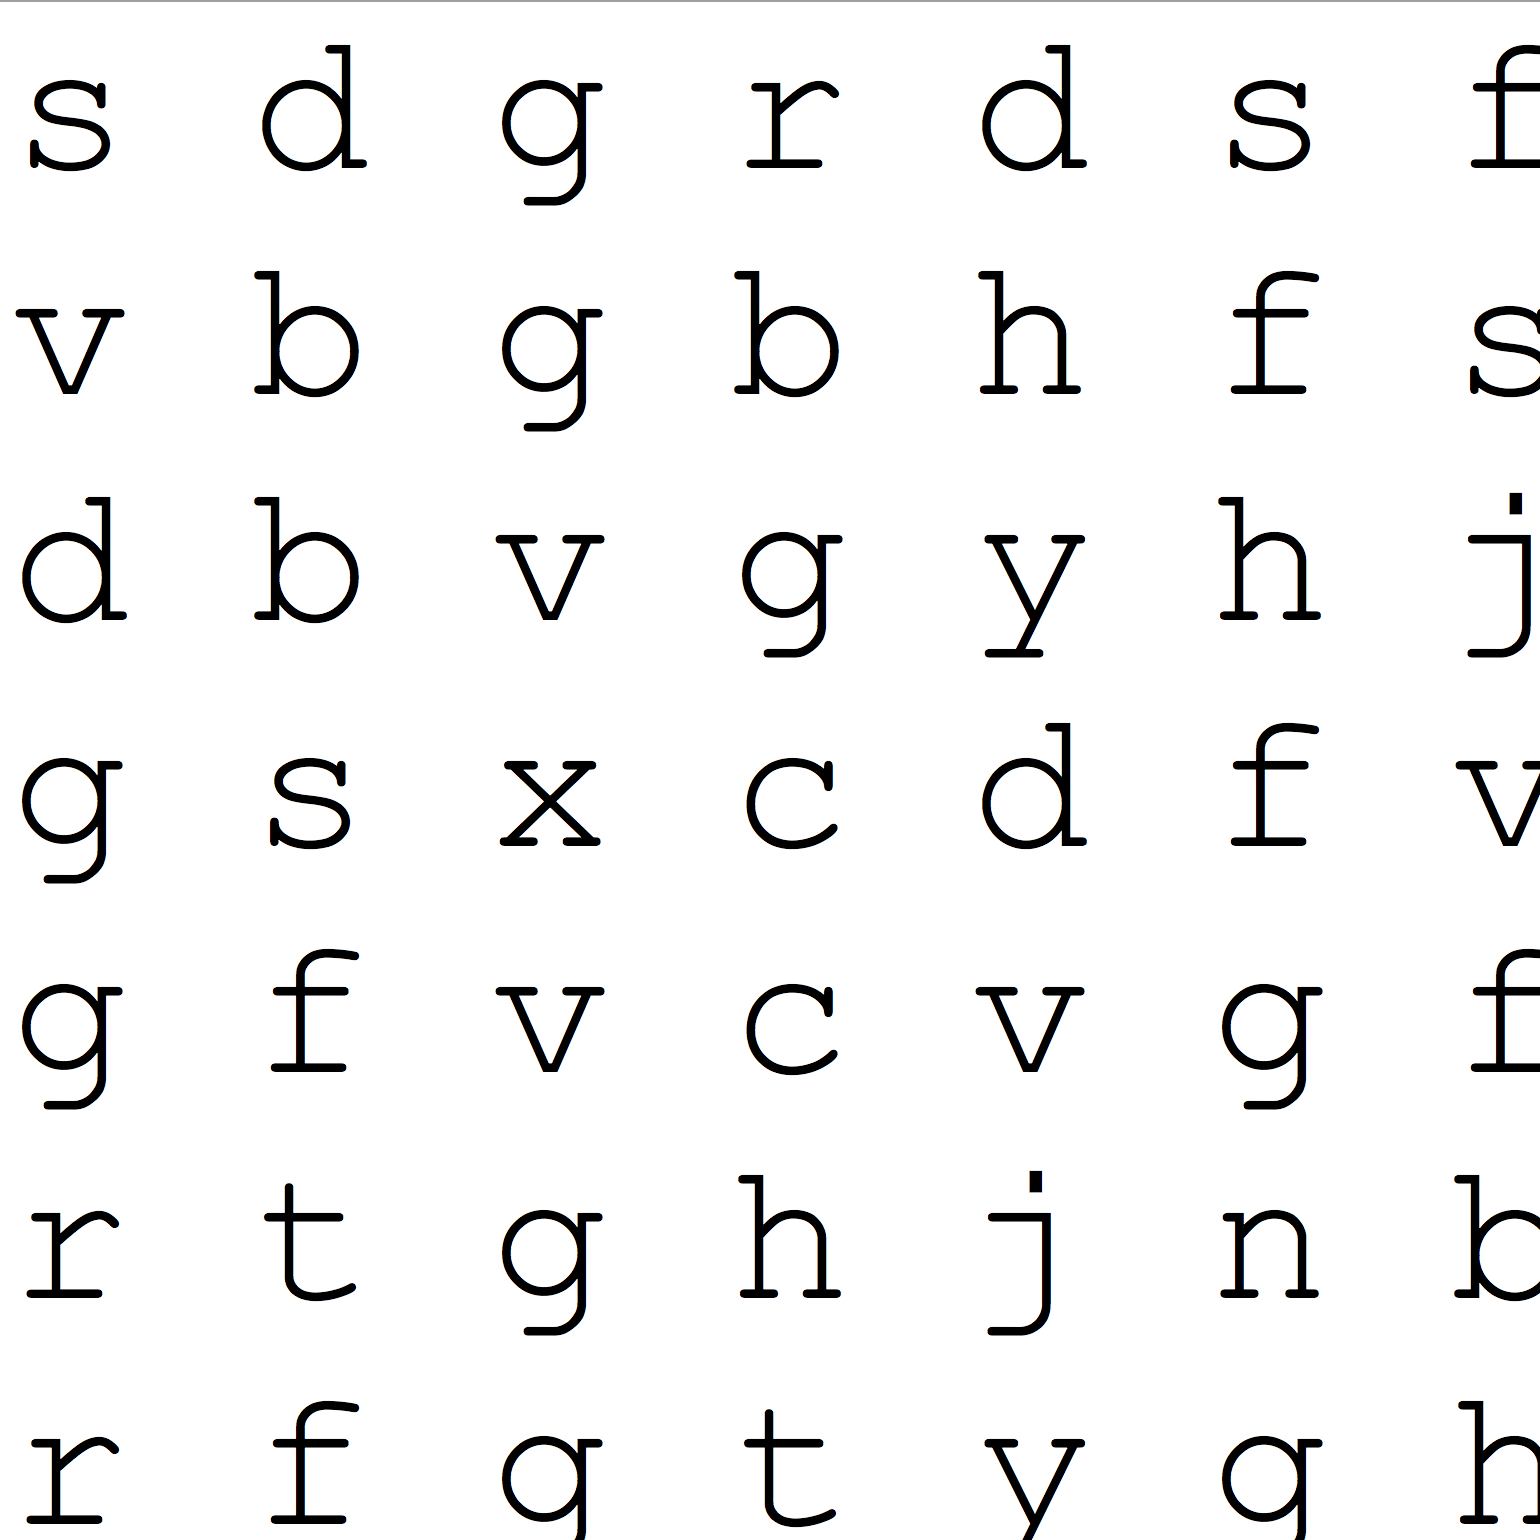 s d g r d s f
v b g b h f s
d b v g y h j
g s x c d f v
g f v c v g f
r t g h j n b
r f g t y g h